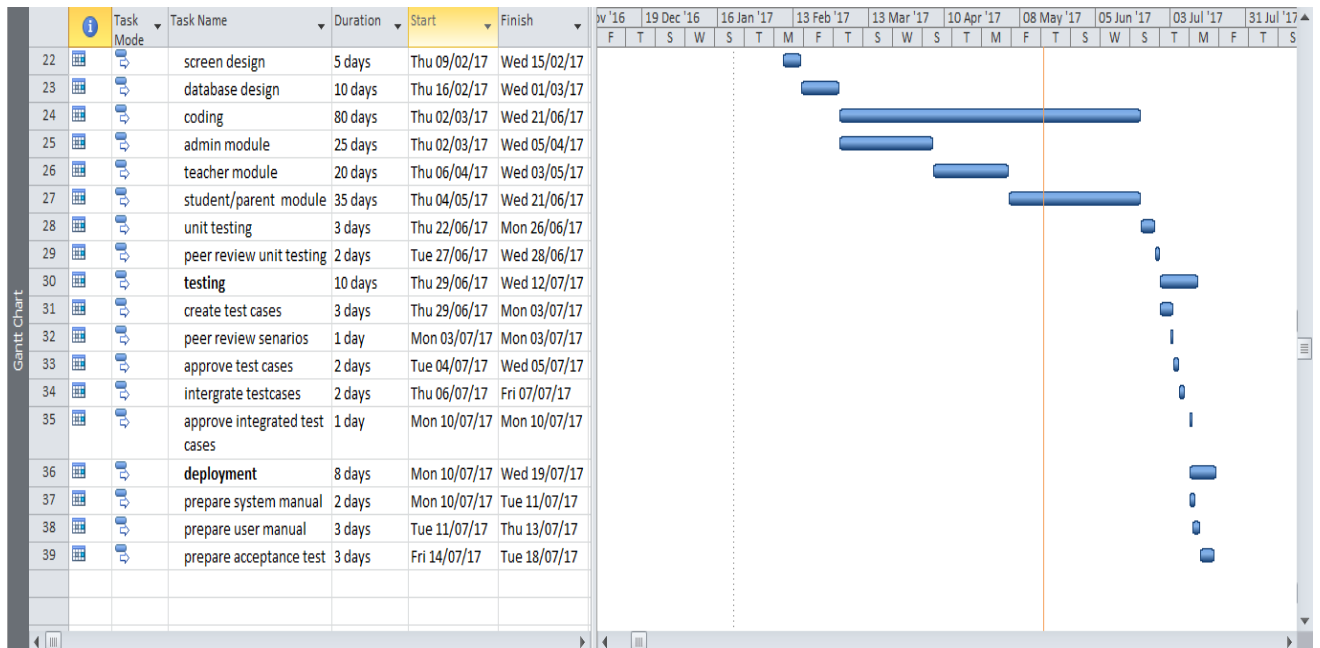 Gantt Chart
Task Mode Task Name Duration Start Finish
ov '16 19 Dec '16 16 Jan '17 13 Feb '17 13 Mar '17 10 Apr '17 08 May '17 05 Jun '17 03 Jul '17 31 Jul '17
F T S W S T M F T S W S T M F T S W S T M F T S
22 screen design 5 days Thu 09/02/17 Wed 15/02/17
23 database design 10 days Thu 16/02/17 Wed 01/03/17
24 coding 80 days Thu 02/03/17 Wed 21/06/17
25 admin module 25 days Thu 02/03/17 Wed 05/04/17
26 teacher module 20 days Thu 06/04/17 Wed 03/05/17
27 student/parent module 35 days Thu 04/05/17 Wed 21/06/17
28 unit testing 3 days Thu 22/06/17 Mon 26/06/17
29 peer review unit testing 2 days Tue 27/06/17 Wed 28/06/17
30 testing 10 days Thu 29/06/17 Wed 12/07/17
31 create test cases 3 days Thu 29/06/17 Mon 03/07/17
32 peer review senarios 1 day Mon 03/07/17 Mon 03/07/17
33 approve test cases 2 days Tue 04/07/17 Wed 05/07/17
34 intergrate testcases 2 days Thu 06/07/17 Fri 07/07/17
35 approve integrated test 1 day Mon 10/07/17 Mon 10/07/17
cases
36 deployment 8 days Mon 10/07/17 Wed 19/07/17
37 prepare system manual 2 days Mon 10/07/17 Tue 11/07/17
38 prepare user manual 3 days Tue 11/07/17 Thu 13/07/17
39 prepare acceptance test 3 days Fri 14/07/17 Tue 18/07/17